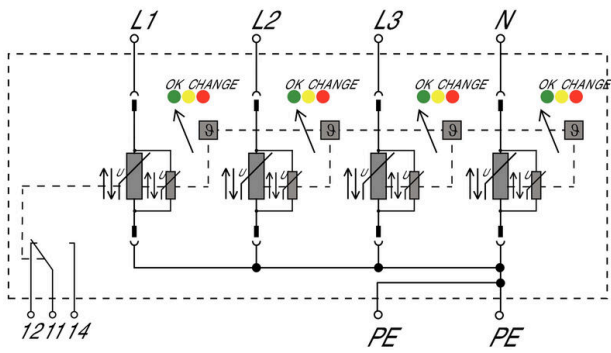 L1 L2 L3 N
OK CHANGE OK CHANGE OK CHANGE OK CHANGE
ϑ ϑ ϑ ϑ
U U U U U U U U
12 11 14 PE PE